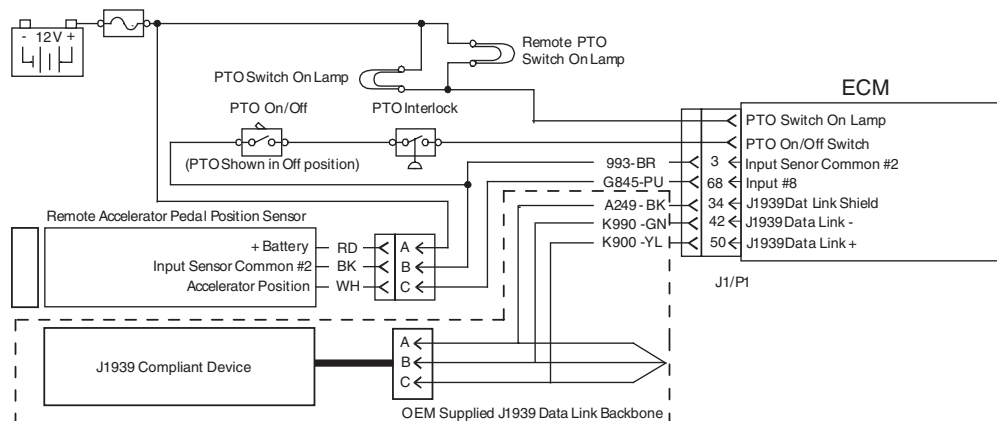 - 12V +
Remote PTO
Switch On Lamp
PTO Switch On Lamp
PTO On/Off
PTO Interlock
(PTO Shown in Off position)
ECM
PTO Switch On Lamp
PTO On/Off Switch
993-BR 3 Input Senor Common #2
G845-PU 68 Input #8
A249-BK 34 J1939Dat Link Shield
K990-GN 42 J1939Data Link -
K900-YL 50 J1939Data Link +
J1/P1
Remote Accelerator Pedal Position Sensor
+ Battery RD A
Input Sensor Common #2 BK B
Accelerator Position WH C
J1939 Compliant Device
A
B
C
OEM Supplied J1939 Data Link Backbone